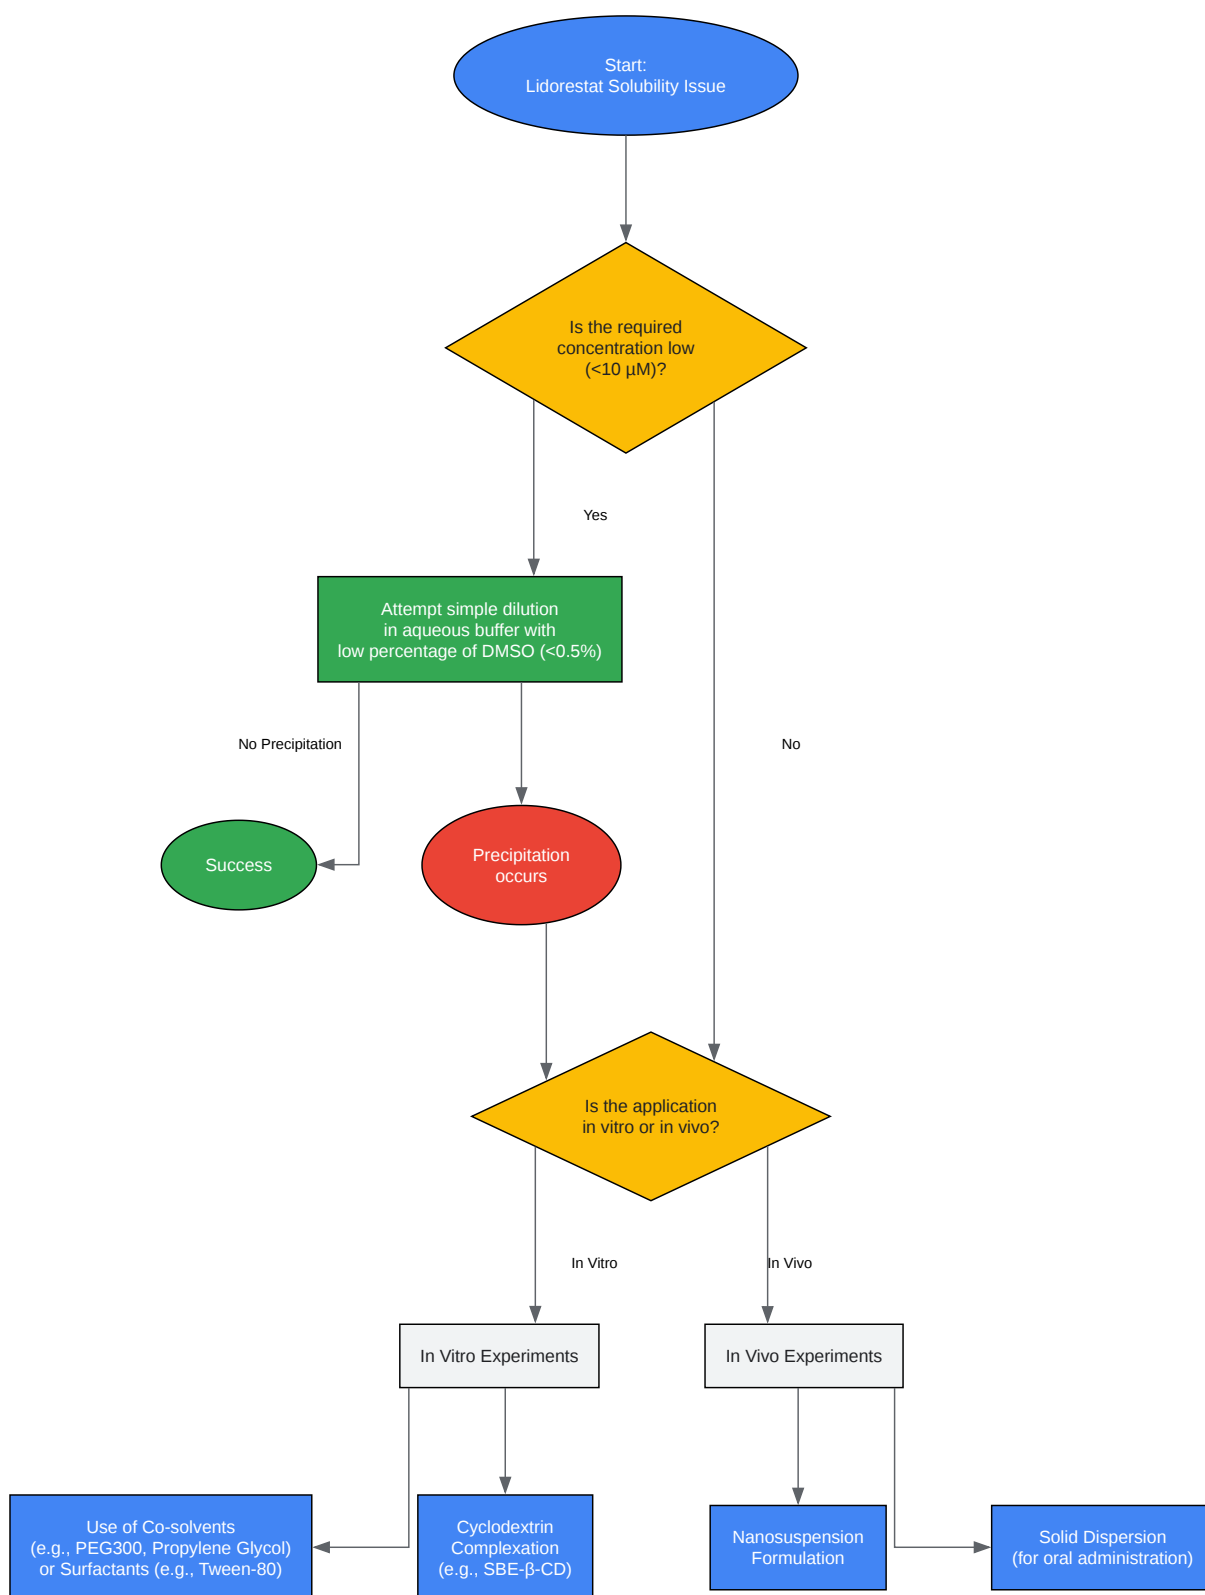 Start:
Lidorestat Solubility Issue
Is the required
concentration low
(<10 µM)?
Yes
Attempt simple dilution
in aqueous buffer with
low percentage of DMSO (<0.5%)
No Precipitation
No
Success
Precipitation
occurs
Is the application
in vitro or in vivo?
In Vitro
In Vivo
In Vitro Experiments
In Vivo Experiments
Use of Co-solvents
(e.g., PEG300, Propylene Glycol)
or Surfactants (e.g., Tween-80)
Cyclodextrin
Complexation
(e.g., SBE-β-CD)
Nanosuspension
Formulation
Solid Dispersion
(for oral administration)